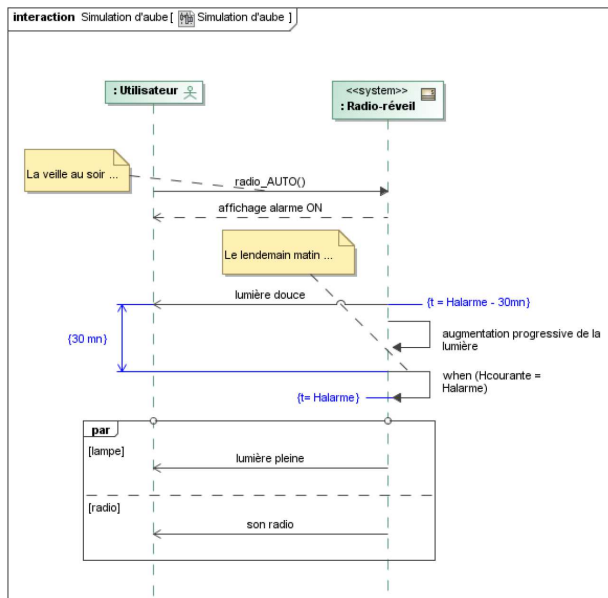 interaction Simulation d'aube [ Simulation d'aube ]
: Utilisateur
<<system>>
: Radio-réveil
La veille au soir ...
radio_AUTO()
affichage alarme ON
Le lendemain matin ...
lumière douce
{t = Halarme - 30mn}
{30 mn}
augmentation progressive de la
lumière
when (Hcourante =
Halarme)
{t= Halarme}
par
[lampe]
lumière pleine
[radio]
son radio